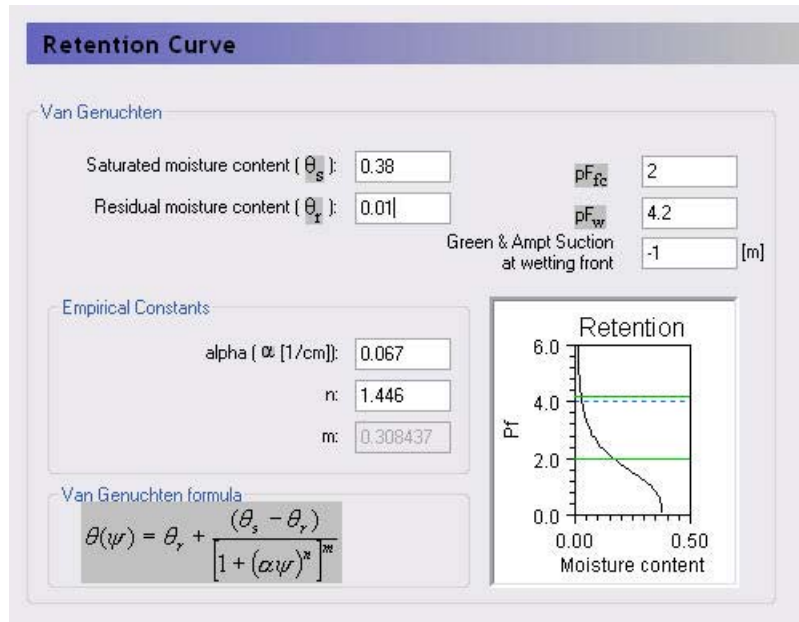 Retention Curve
Van Genuchten
Saturated moisture content ( θs ): 0.38
Residual moisture content ( θr ): 0.01
pFfc 2
pFw 4.2
Green & Ampt Suction
at wetting front -1 [m]
Empirical Constants
alpha ( α [1/cm]): 0.067
n: 1.446
m: 0.308437
Van Genuchten formula
θ(ψ) = θr + (θs − θr) / [1 + (αψ)^n]^m
Retention
6.0
4.0
2.0
0.0
Pf
0.00 0.50
Moisture content